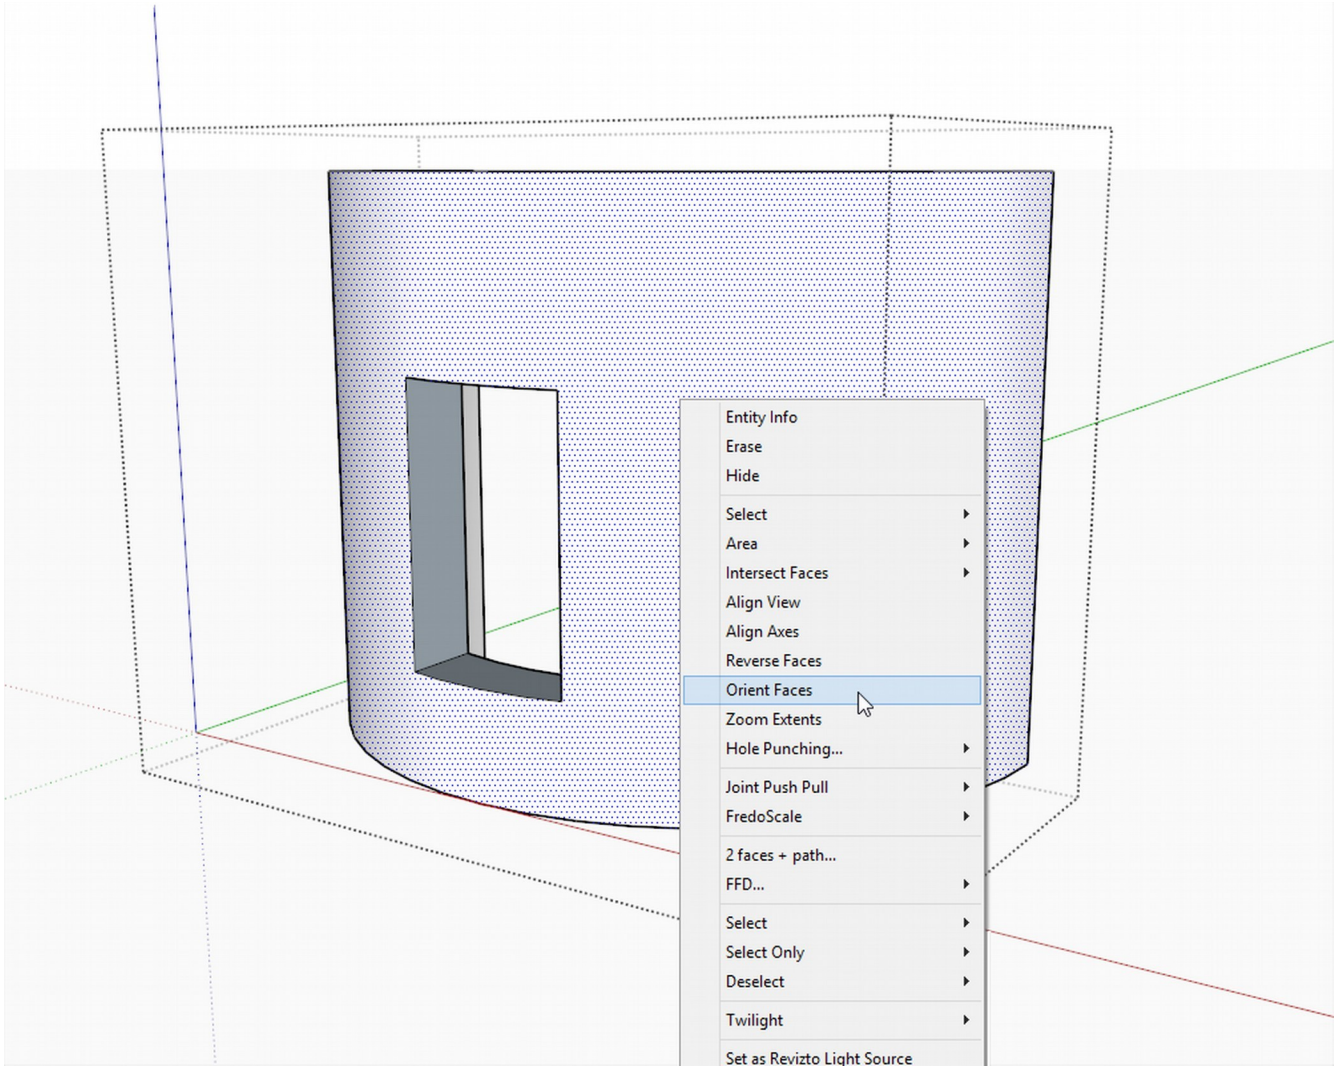 Entity Info
Erase
Hide
Select
Area
Intersect Faces
Align View
Align Axes
Reverse Faces
Orient Faces
Zoom Extents
Hole Punching...
Joint Push Pull
FredoScale
2 faces + path...
FFD...
Select
Select Only
Deselect
Twilight
Set as Revizto Light Source